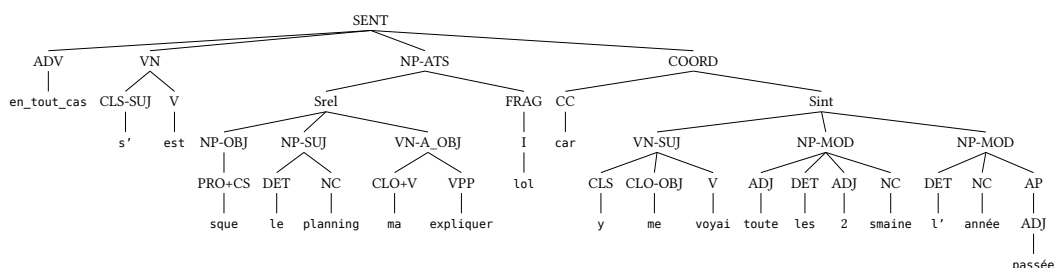 SENT
ADV VN NP-ATS COORD
en_tout_cas CLS-SUJ V Srel FRAG CC Sint
s’ est NP-OBJ NP-SUJ VN-A_OBJ I car VN-SUJ NP-MOD NP-MOD
PRO+CS DET NC CLO+V VPP lol CLS CLO-OBJ V ADJ DET ADJ NC DET NC AP
sque le planning ma expliquer y me voyai toute les 2 smaine l’ année ADJ
passée